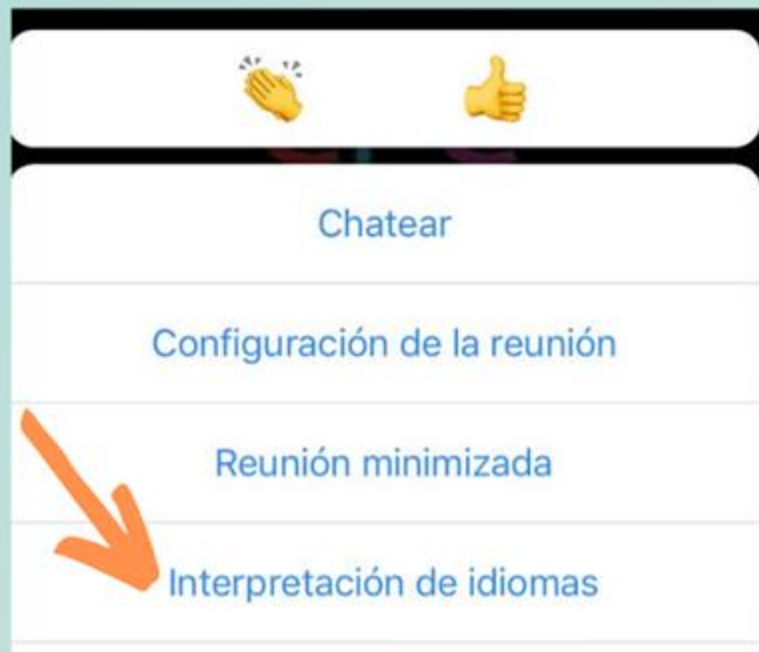 Chatear
Configuración de la reunión
Reunión minimizada
Interpretación de idiomas